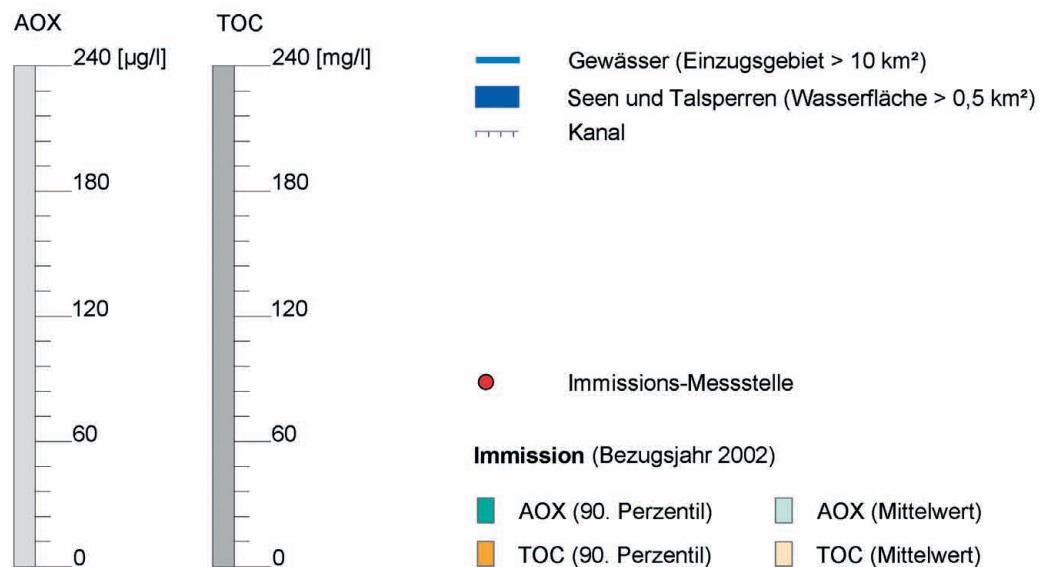 AOX
240 [µg/l]
180
120
60
0
TOC
240 [mg/l]
180
120
60
0
Gewässer (Einzugsgebiet > 10 km²)
Seen und Talsperren (Wasserfläche > 0,5 km²)
Kanal
Immissions-Messstelle
Immission (Bezugsjahr 2002)
AOX (90. Perzentil)
AOX (Mittelwert)
TOC (90. Perzentil)
TOC (Mittelwert)